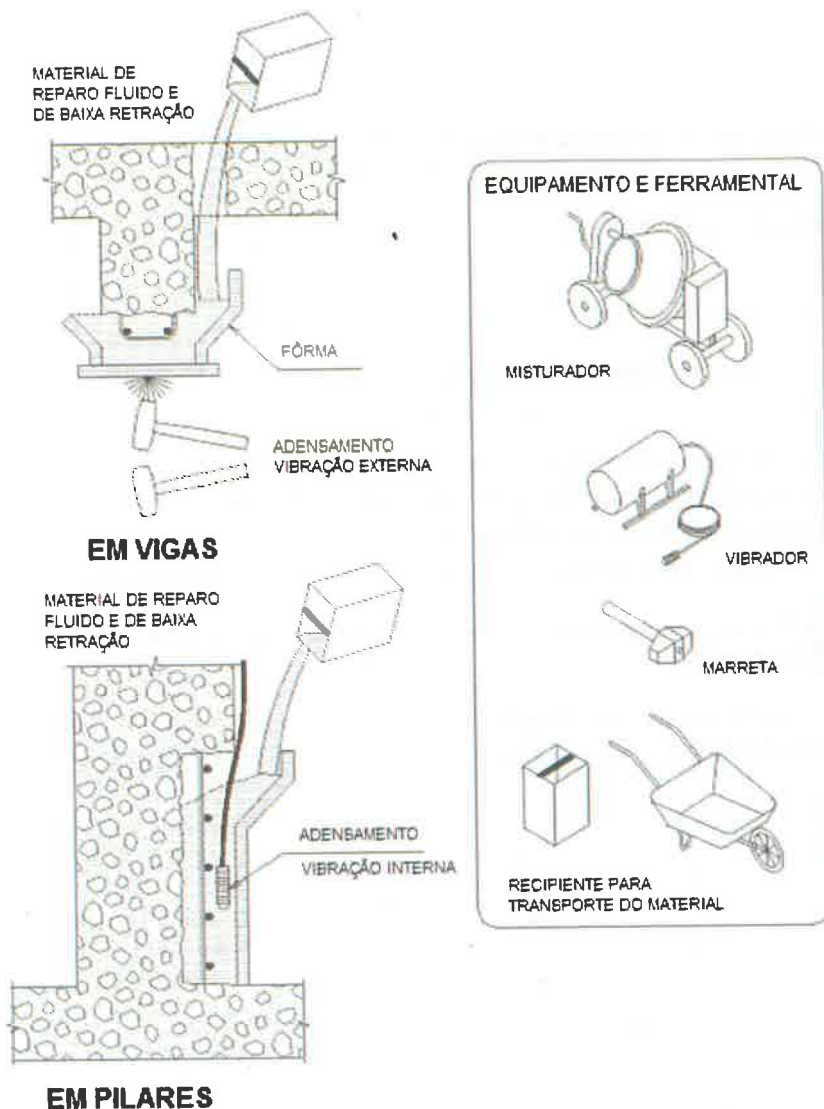 MATERIAL DE
REPARO FLUIDO E
DE BAIXA RETRAÇÃO
FÔRMA
ADENSAMENTO
VIBRAÇÃO EXTERNA
EM VIGAS
MATERIAL DE REPARO
FLUIDO E DE BAIXA
RETRAÇÃO
ADENSAMENTO
VIBRAÇÃO INTERNA
EM PILARES
EQUIPAMENTO E FERRAMENTAL
MISTURADOR
VIBRADOR
MARRETA
RECIPIENTE PARA
TRANSPORTE DO MATERIAL